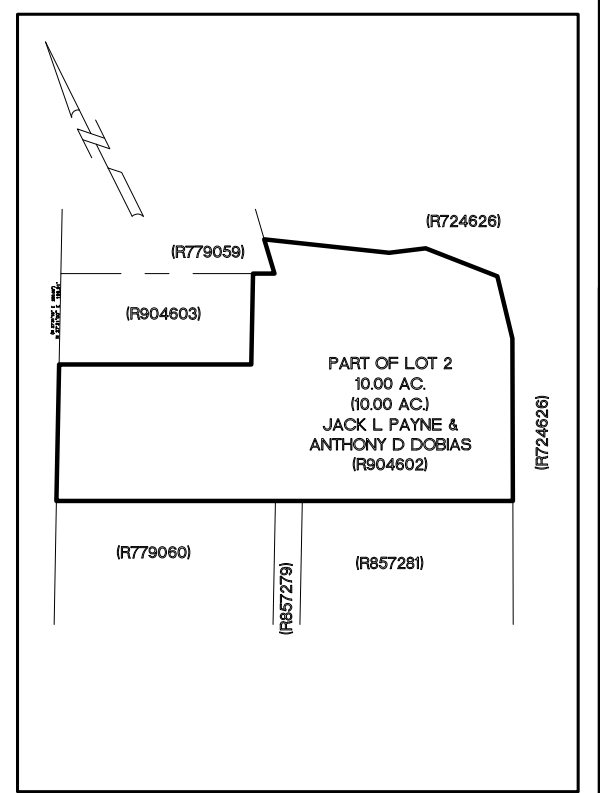 (R724626)
(R779059)
(R904603)
PART OF LOT 2
10.00 AC.
(10.00 AC.)
JACK L PAYNE &
ANTHONY D DOBIAS
(R904602)
(R724626)
(R779060)
(R857279)
(R857281)